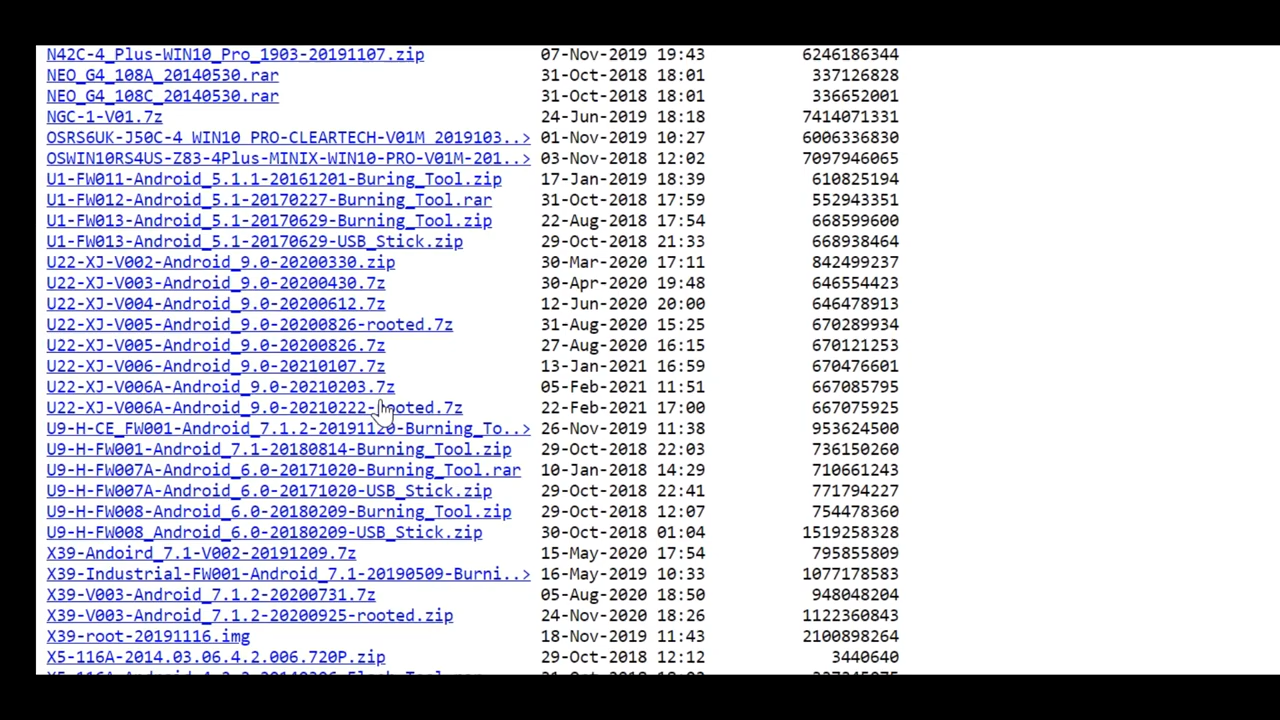 N42C-4_Plus-WIN10_Pro_1903-20191107.zip 07-Nov-2019 19:43 6246186344
NEO_G4_108A_20140530.rar 31-Oct-2018 18:01 337126828
NEO_G4_108C_20140530.rar 31-Oct-2018 18:01 336652001
NGC-1-V01.7z 24-Jun-2019 18:18 7414071331
OSRS6UK-J50C-4 WIN10 PRO-CLEARTECH-V01M 2019103..> 01-Nov-2019 10:27 6006336830
OSWIN10RS4US-Z83-4Plus-MINIX-WIN10-PRO-V01M-201..> 03-Nov-2018 12:02 7097946065
U1-FW011-Android_5.1.1-20161201-Buring_Tool.zip 17-Jan-2019 18:39 610825194
U1-FW012-Android_5.1-20170227-Burning_Tool.rar 31-Oct-2018 17:59 552943351
U1-FW013-Android_5.1-20170629-Burning_Tool.zip 22-Aug-2018 17:54 668599600
U1-FW013-Android_5.1-20170629-USB_Stick.zip 29-Oct-2018 21:33 668938464
U22-XJ-V002-Android_9.0-20200330.zip 30-Mar-2020 17:11 842499237
U22-XJ-V003-Android_9.0-20200430.7z 30-Apr-2020 19:48 646554423
U22-XJ-V004-Android_9.0-20200612.7z 12-Jun-2020 20:00 646478913
U22-XJ-V005-Android_9.0-20200826-rooted.7z 31-Aug-2020 15:25 670289934
U22-XJ-V005-Android_9.0-20200826.7z 27-Aug-2020 16:15 670121253
U22-XJ-V006-Android_9.0-20210107.7z 13-Jan-2021 16:59 670476601
U22-XJ-V006A-Android_9.0-20210203.7z 05-Feb-2021 11:51 667085795
U22-XJ-V006A-Android_9.0-20210222-rooted.7z 22-Feb-2021 17:00 667075925
U9-H-CE_FW001-Android_7.1.2-20191120-Burning_To..> 26-Nov-2019 11:38 953624500
U9-H-FW001-Android_7.1-20180814-Burning_Tool.zip 29-Oct-2018 22:03 736150260
U9-H-FW007A-Android_6.0-20171020-Burning_Tool.rar 10-Jan-2018 14:29 710661243
U9-H-FW007A-Android_6.0-20171020-USB_Stick.zip 29-Oct-2018 22:41 771794227
U9-H-FW008-Android_6.0-20180209-Burning_Tool.zip 29-Oct-2018 12:07 754478360
U9-H-FW008_Android_6.0-20180209-USB_Stick.zip 30-Oct-2018 01:04 1519258328
X39-Andoird_7.1-V002-20191209.7z 15-May-2020 17:54 795855809
X39-Industrial-FW001-Android_7.1-20190509-Burni..> 16-May-2019 10:33 1077178583
X39-V003-Android_7.1.2-20200731.7z 05-Aug-2020 18:50 948048204
X39-V003-Android_7.1.2-20200925-rooted.zip 24-Nov-2020 18:26 1122360843
X39-root-20191116.img 18-Nov-2019 11:43 2100898264
X5-116A-2014.03.06.4.2.006.720P.zip 29-Oct-2018 12:12 3440640